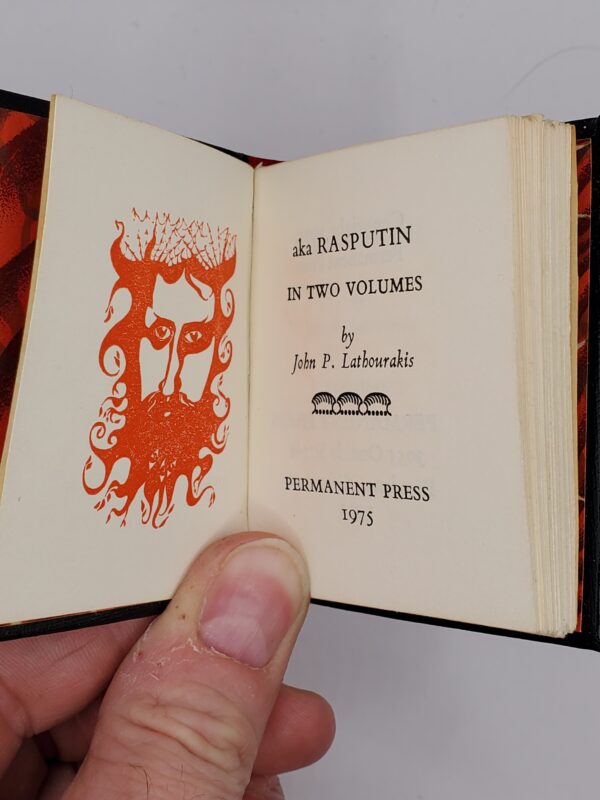 aka RASPUTIN
IN TWO VOLUMES
by
John P. Lathourakis
PERMANENT PRESS
1975